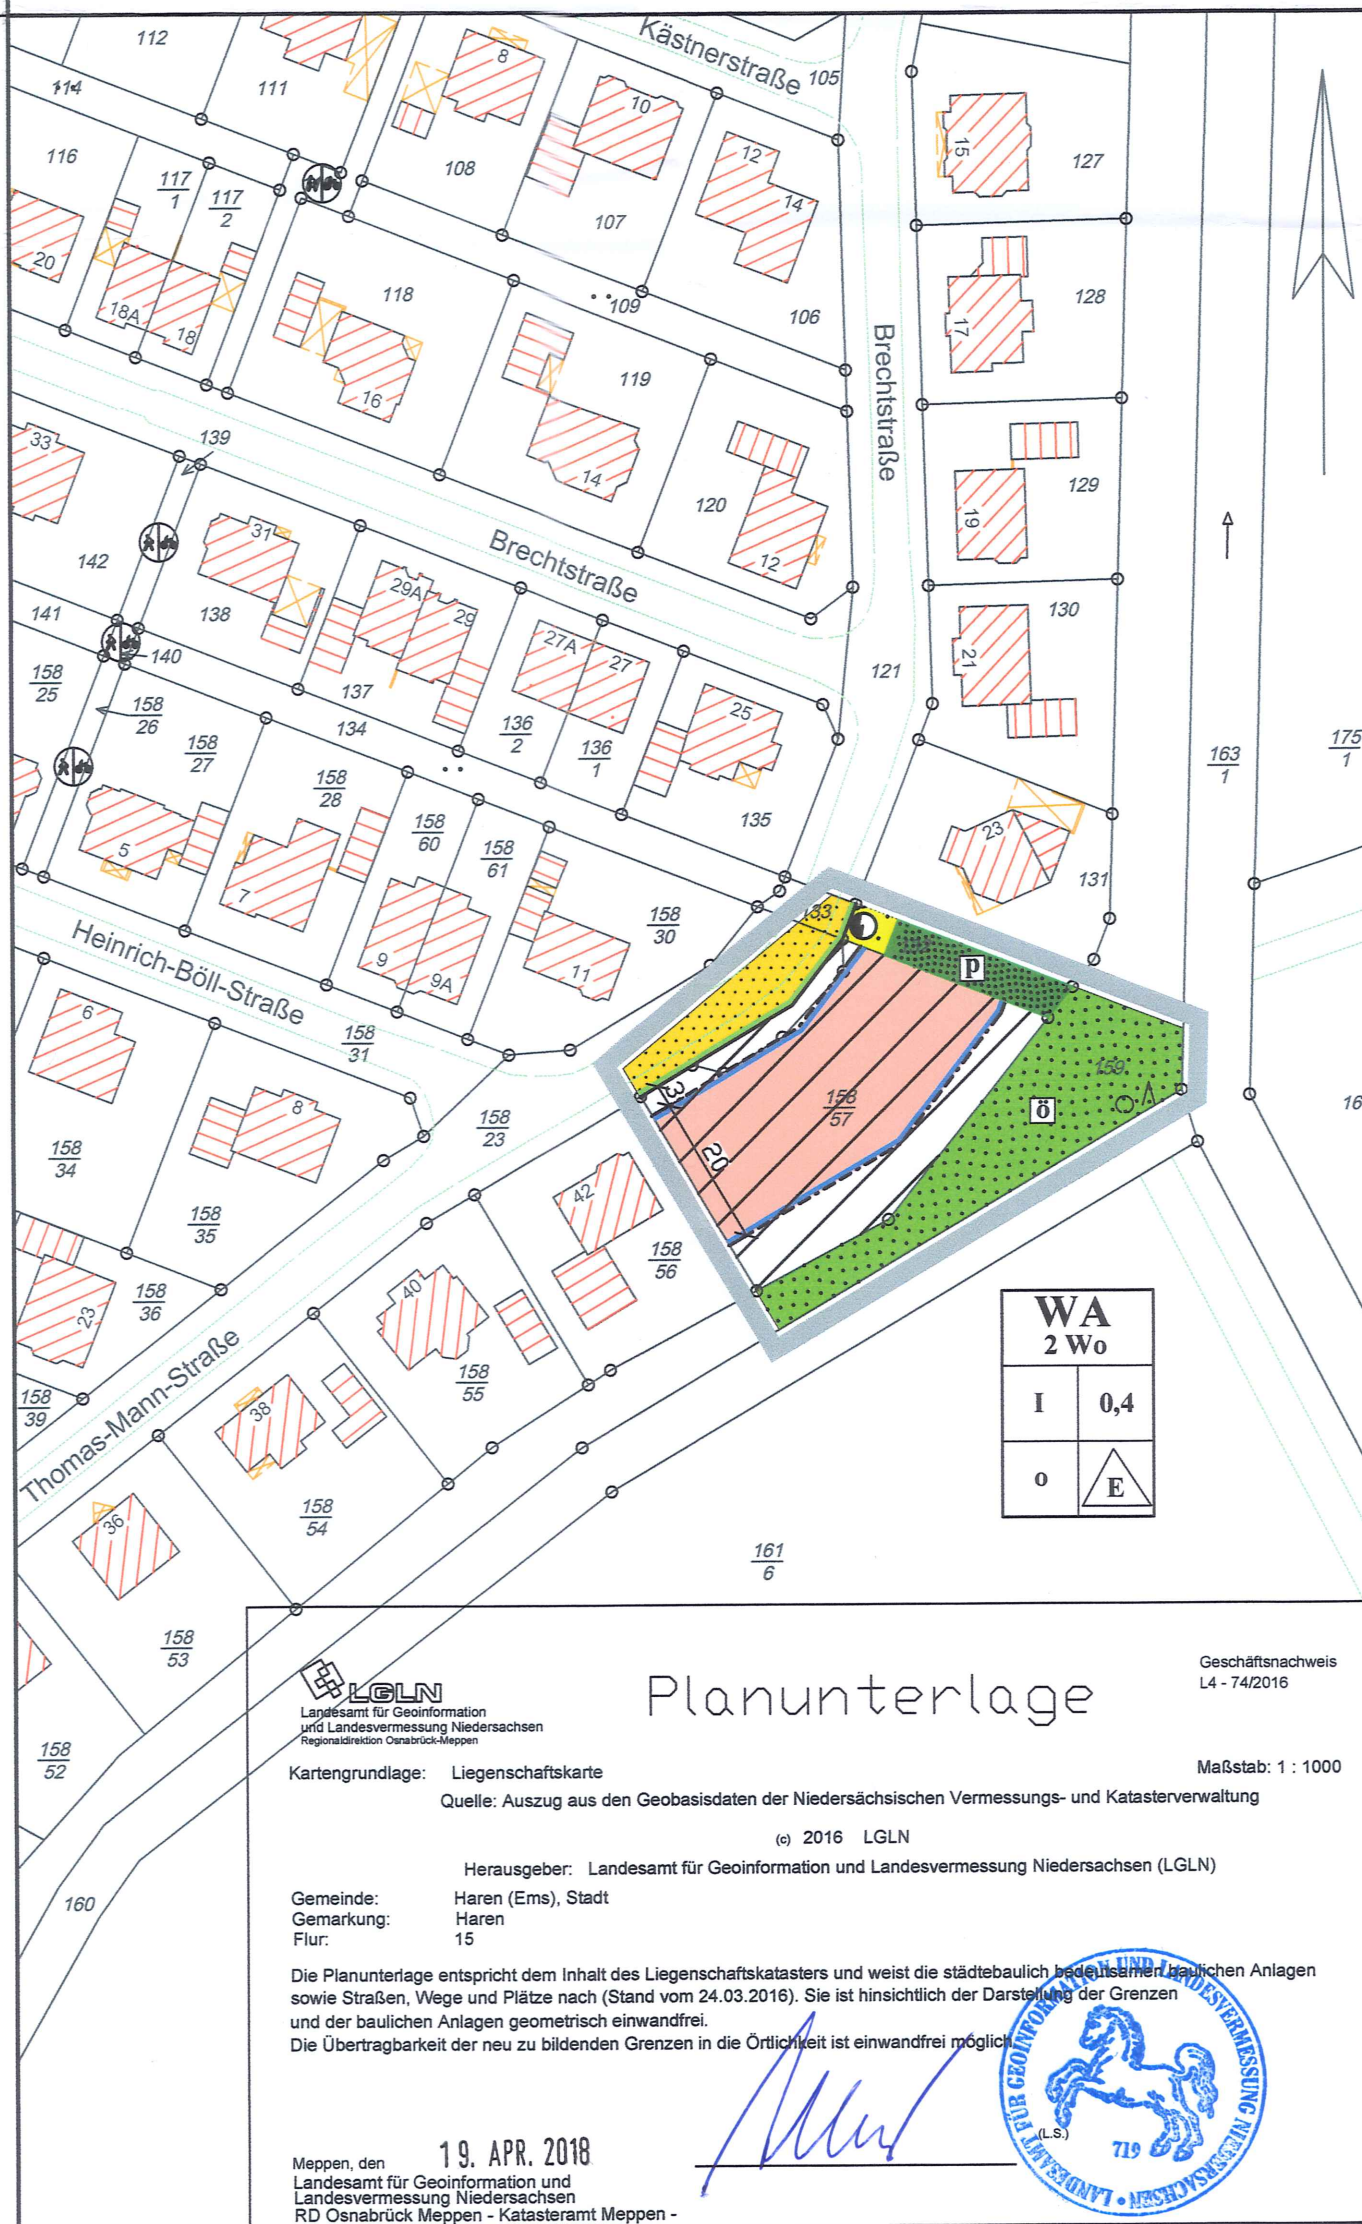 Kästnerstraße
112
8
105
114
111
10
15
127
116
108
12
117
1
117
2
14
107
20
118
109
106
128
18A
18
17
119
Brechtstraße
16
139
33
14
120
129
31
19
12
142
Brechtstraße
29A
130
141
138
29
27A
27
21
140
121
158
25
137
25
158
26
136
2
134
163
1
175
1
158
27
136
1
158
28
135
158
60
23
5
158
61
131
7
158
30
133
Heinrich-Böll-Straße
9
11
p
9A
6
158
31
159
3
158
57
ö
16
8
158
23
158
34
20
42
158
35
158
56
40
158
36
WA
2 Wo
23
158
55
I 0,4
158
39
Thomas-Mann-Straße
38
o E
36
158
54
161
6
158
53
158
52
160
LGLN
Landesamt für Geoinformation
und Landesvermessung Niedersachsen
Regionaldirektion Osnabrück-Meppen
Planunterlage
Geschäftsnachweis
L4 - 74/2016
Kartengrundlage: Liegenschaftskarte
Maßstab: 1 : 1000
Quelle: Auszug aus den Geobasisdaten der Niedersächsischen Vermessungs- und Katasterverwaltung
(c) 2016 LGLN
Herausgeber: Landesamt für Geoinformation und Landesvermessung Niedersachsen (LGLN)
Gemeinde: Haren (Ems), Stadt
Gemarkung: Haren
Flur: 15
Die Planunterlage entspricht dem Inhalt des Liegenschaftskatasters und weist die städtebaulich bedeutsamen baulichen Anlagen
sowie Straßen, Wege und Plätze nach (Stand vom 24.03.2016). Sie ist hinsichtlich der Darstellung der Grenzen
und der baulichen Anlagen geometrisch einwandfrei.
Die Übertragbarkeit der neu zu bildenden Grenzen in die Örtlichkeit ist einwandfrei möglich.
LANDESAMT FÜR GEOINFORMATION UND LANDESVERMESSUNG NIEDERSACHSEN •
(L.S.)
719
Meppen, den 19. APR. 2018
Landesamt für Geoinformation und
Landesvermessung Niedersachsen
RD Osnabrück Meppen - Katasteramt Meppen -